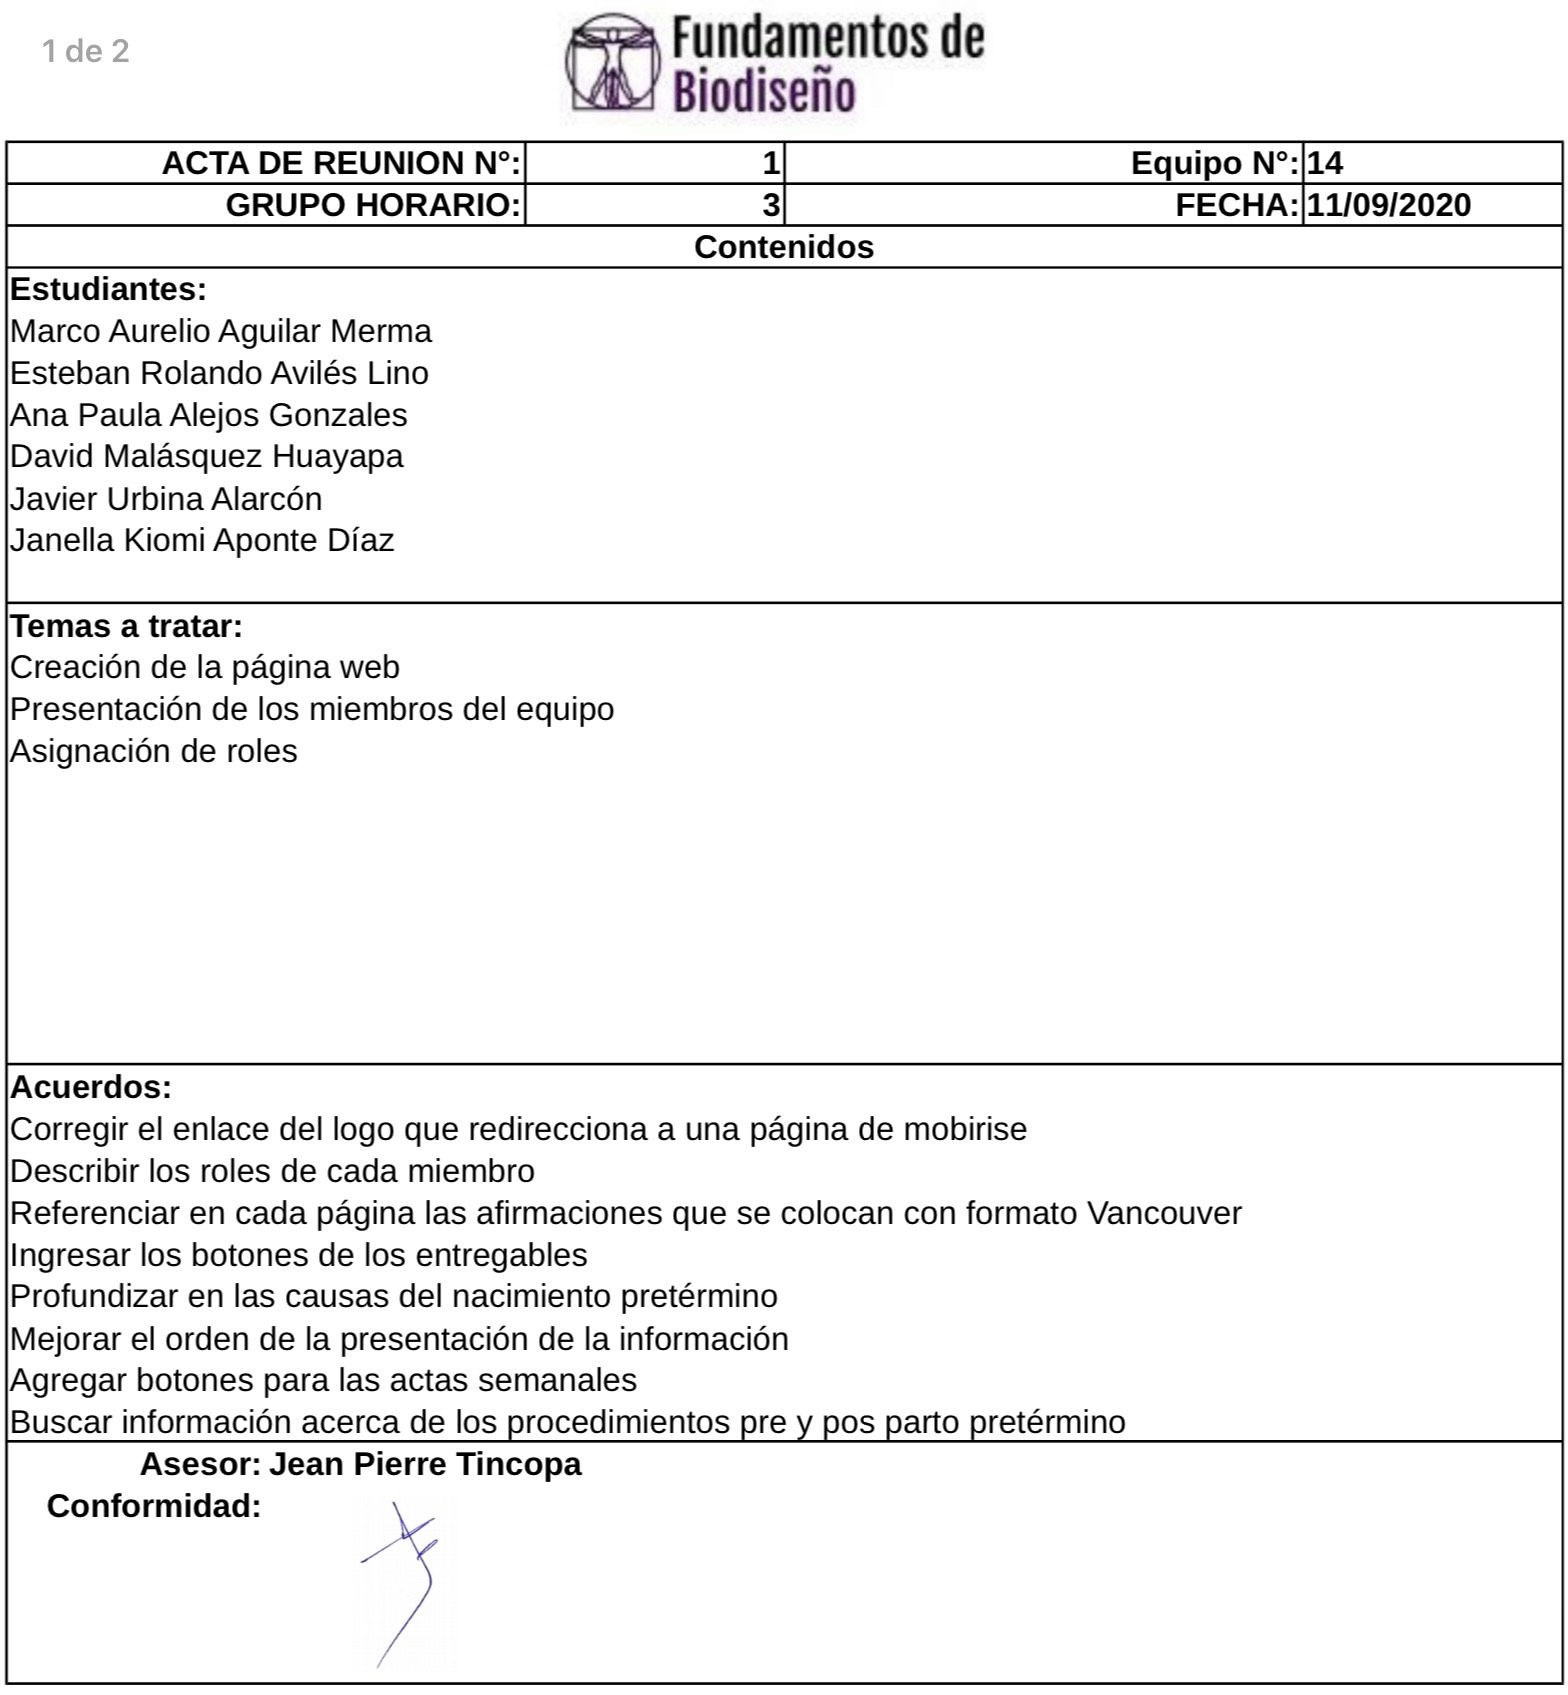 1 de 2
Fundamentos de
Biodiseño
ACTA DE REUNION N°: 1 Equipo N°: 14
GRUPO HORARIO: 3 FECHA: 11/09/2020
Contenidos
Estudiantes:
Marco Aurelio Aguilar Merma
Esteban Rolando Avilés Lino
Ana Paula Alejos Gonzales
David Malásquez Huayapa
Javier Urbina Alarcón
Janella Kiomi Aponte Díaz
Temas a tratar:
Creación de la página web
Presentación de los miembros del equipo
Asignación de roles
Acuerdos:
Corregir el enlace del logo que redirecciona a una página de mobirise
Describir los roles de cada miembro
Referenciar en cada página las afirmaciones que se colocan con formato Vancouver
Ingresar los botones de los entregables
Profundizar en las causas del nacimiento pretérmino
Mejorar el orden de la presentación de la información
Agregar botones para las actas semanales
Buscar información acerca de los procedimientos pre y pos parto pretérmino
Asesor: Jean Pierre Tincopa
Conformidad: